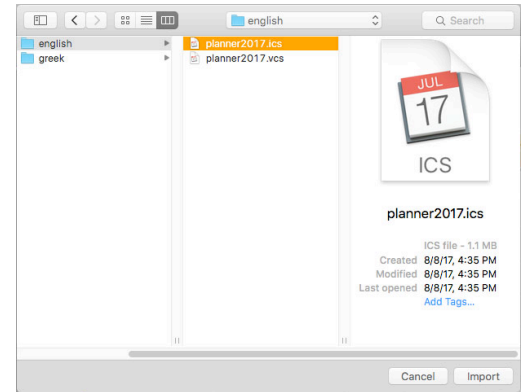 english
Search
english
greek
planner2017.ics
planner2017.vcs
JUL
17
ICS
planner2017.ics
ICS file - 1.1 MB
Created 8/8/17, 4:35 PM
Modified 8/8/17, 4:35 PM
Last opened 8/8/17, 4:35 PM
Add Tags...
Cancel
Import